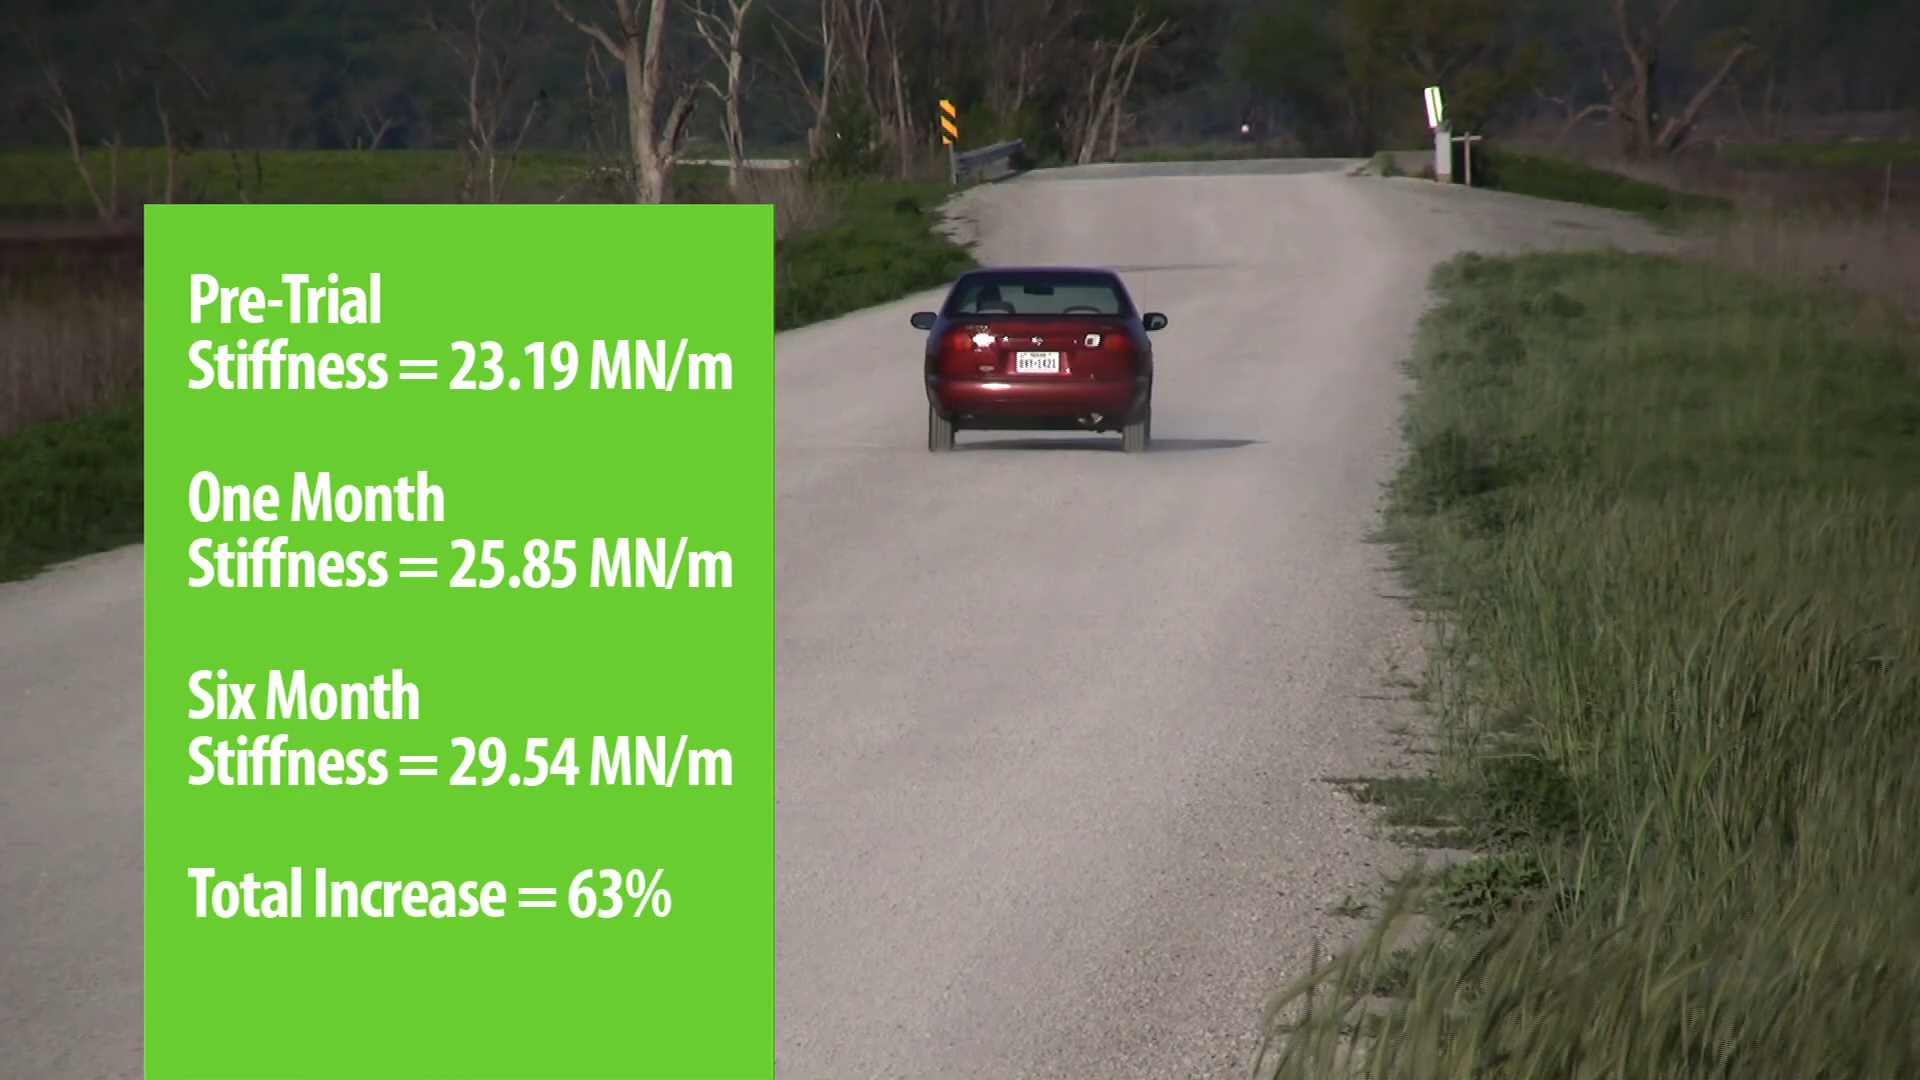 Pre-Trial
Stiffness = 23.19 MN/m
One Month
Stiffness = 25.85 MN/m
Six Month
Stiffness = 29.54 MN/m
Total Increase = 63%